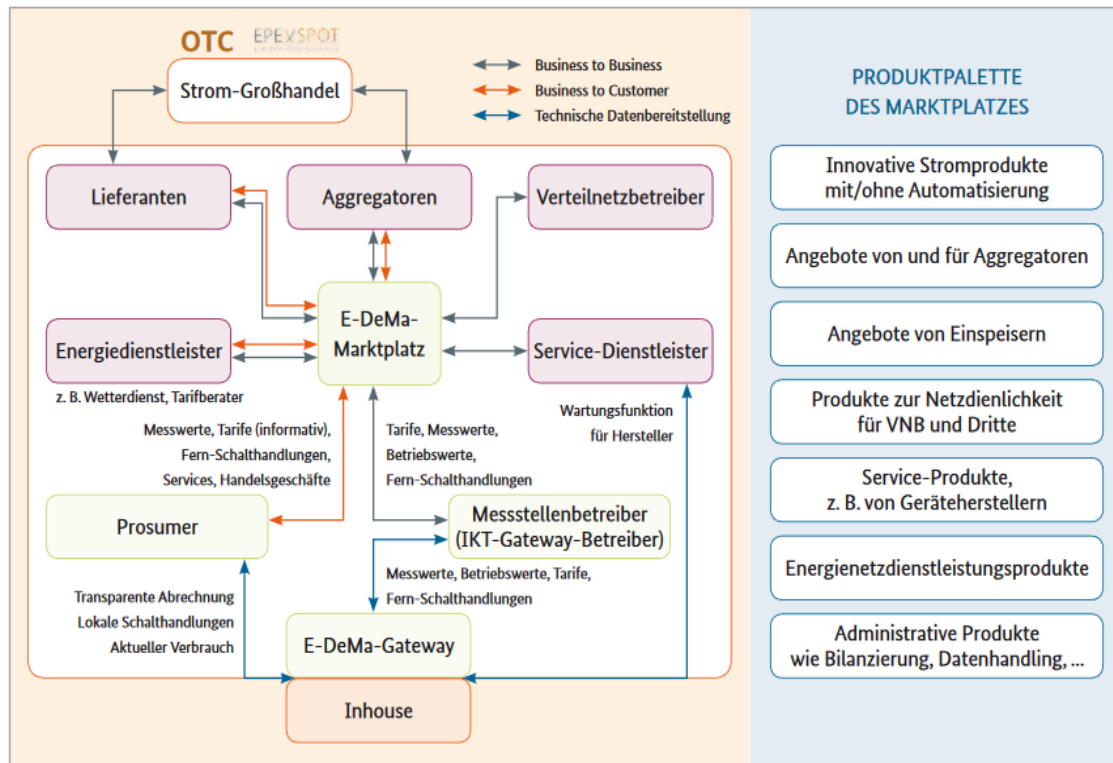 OTC EPEXSPOT
Strom-Großhandel
Business to Business
Business to Customer
Technische Datenbereitstellung
Lieferanten
Aggregatoren
Verteilnetzbetreiber
E-DeMa-
Marktplatz
Energiedienstleister
z. B. Wetterdienst, Tarifberater
Service-Dienstleister
Wartungsfunktion
für Hersteller
Messwerte, Tarife (informativ),
Fern-Schalthandlungen,
Services, Handelsgeschäfte
Tarife, Messwerte,
Betriebswerte,
Fern-Schalthandlungen
Prosumer
Messstellenbetreiber
(IKT-Gateway-Betreiber)
Messwerte, Betriebswerte, Tarife,
Fern-Schalthandlungen
Transparente Abrechnung
Lokale Schalthandlungen
Aktueller Verbrauch
E-DeMa-Gateway
Inhouse
PRODUKTPALETTE
DES MARKTPLATZES
Innovative Stromprodukte
mit/ohne Automatisierung
Angebote von und für Aggregatoren
Angebote von Einspeisern
Produkte zur Netzdienlichkeit
für VNB und Dritte
Service-Produkte,
z. B. von Geräteherstellern
Energienetzdienstleistungsprodukte
Administrative Produkte
wie Bilanzierung, Datenhandling, ...